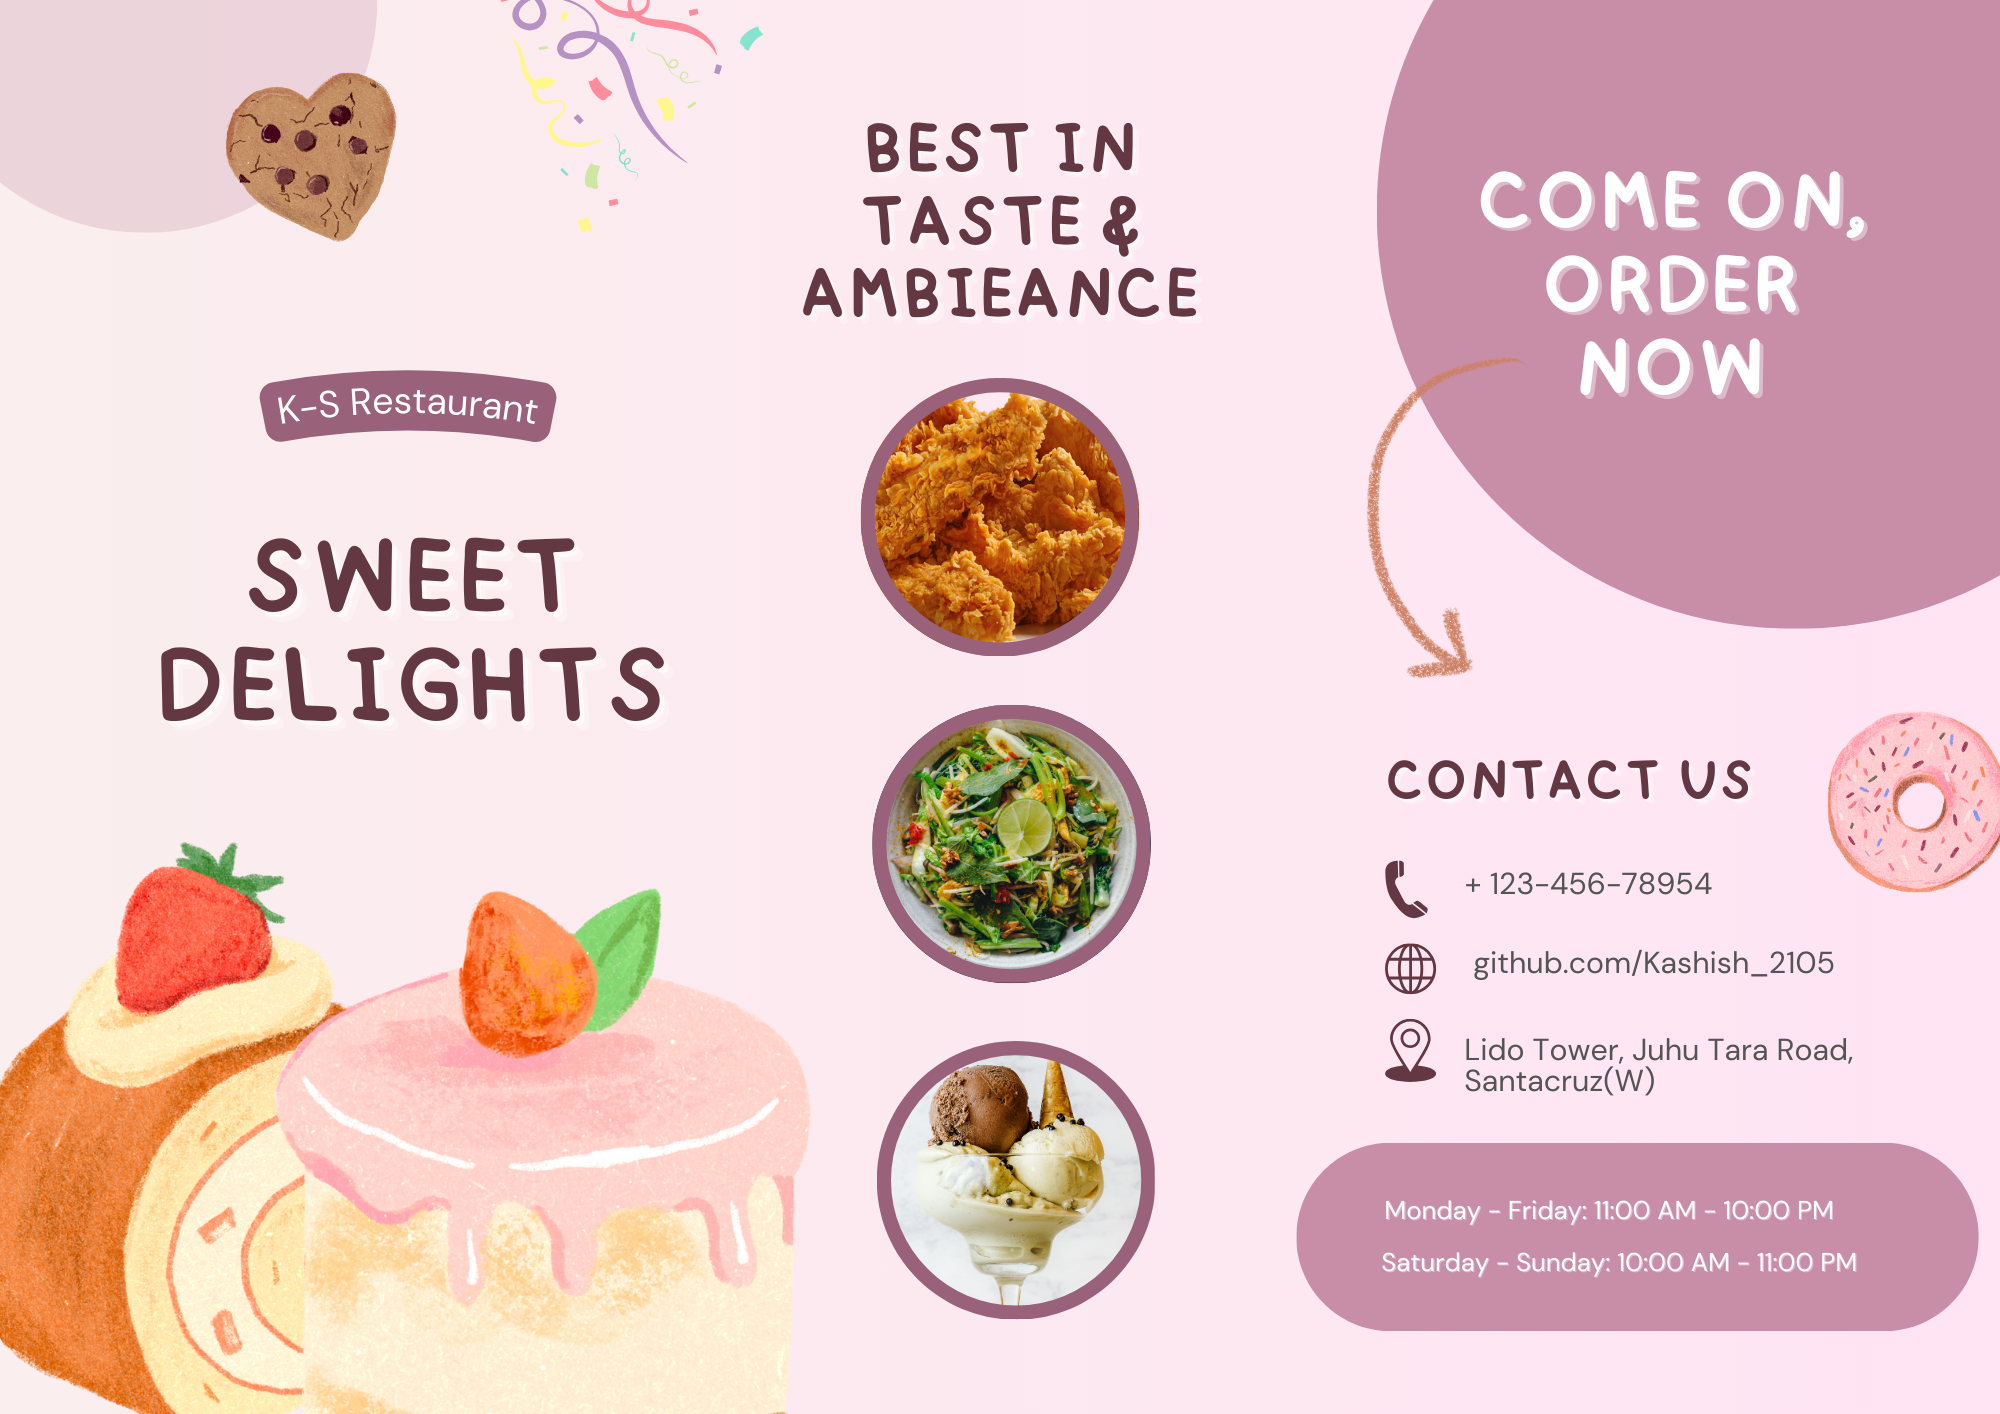 K-S Restaurant
SWEET
DELIGHTS
BEST IN
TASTE &
AMBIEANCE
COME ON,
ORDER
NOW
CONTACT US
+ 123-456-78954
github.com/Kashish_2105
Lido Tower, Juhu Tara Road,
Santacruz(W)
Monday - Friday: 11:00 AM - 10:00 PM
Saturday - Sunday: 10:00 AM - 11:00 PM